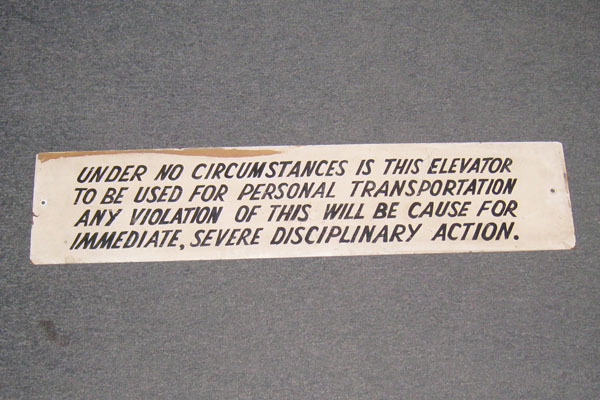 UNDER NO CIRCUMSTANCES IS THIS ELEVATOR
TO BE USED FOR PERSONAL TRANSPORTATION
ANY VIOLATION OF THIS WILL BE CAUSE FOR
IMMEDIATE, SEVERE DISCIPLINARY ACTION.